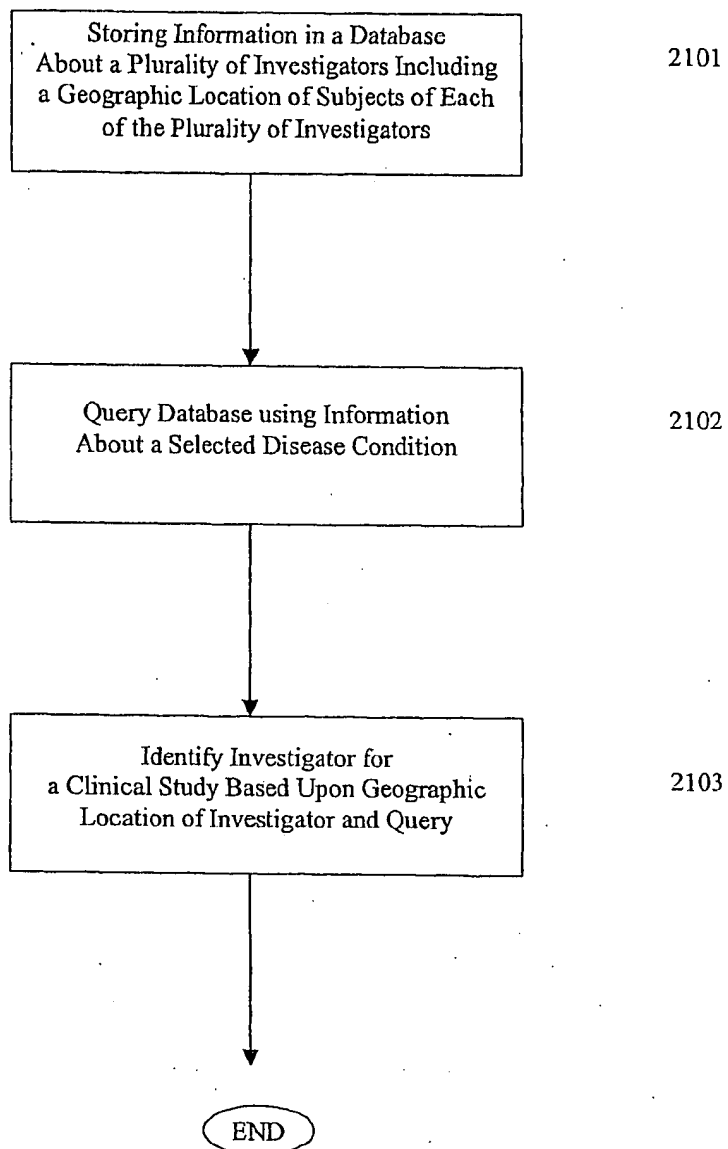 Storing Information in a Database
About a Plurality of Investigators Including
a Geographic Location of Subjects of Each
of the Plurality of Investigators
2101
Query Database using Information
About a Selected Disease Condition
2102
Identify Investigator for
a Clinical Study Based Upon Geographic
Location of Investigator and Query
2103
END